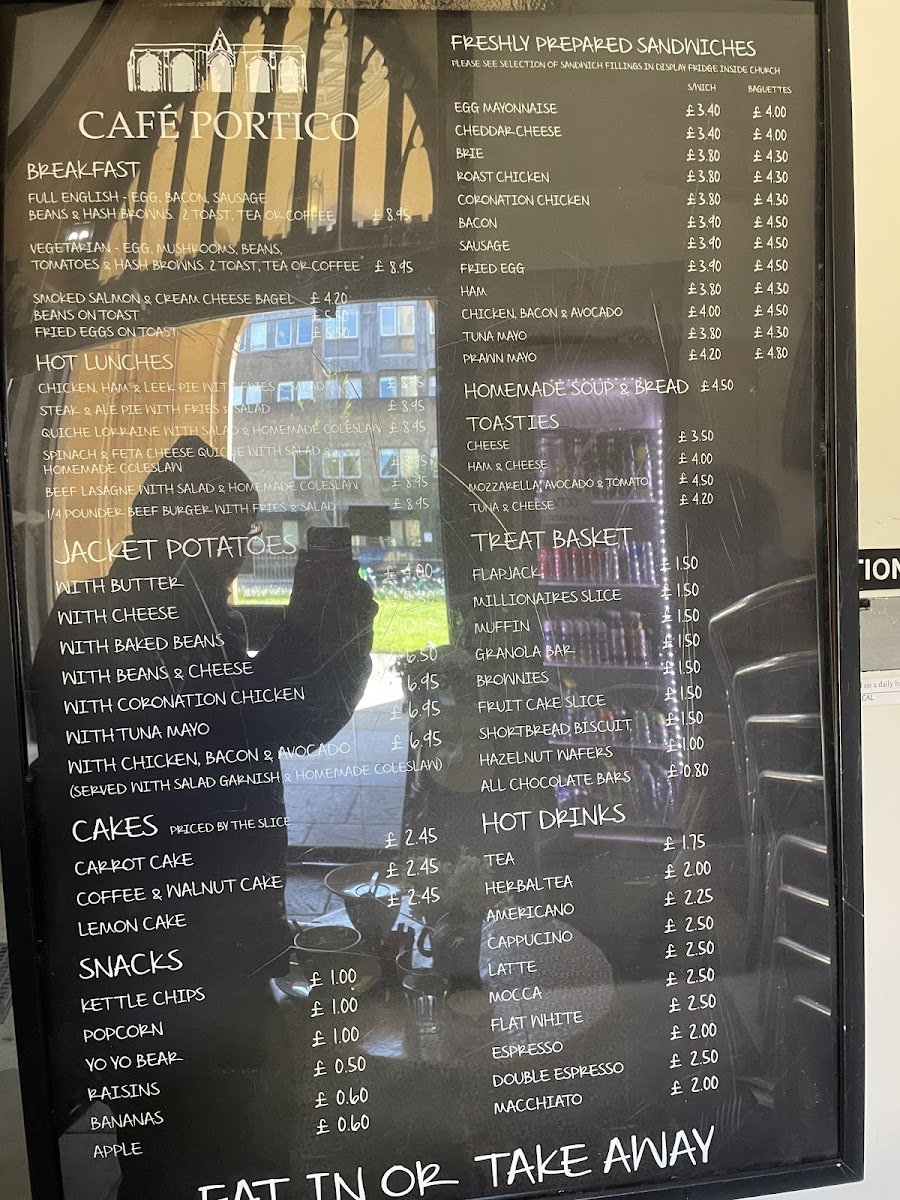 CAFÉ PORTICO
BREAKFAST
FULL ENGLISH - EGG, BACON, SAUSAGE
BEANS & HASH BROWNS. 2 TOAST, TEA OR COFFEE £ 8.95
VEGETARIAN - EGG, MUSHROOMS, BEANS,
TOMATOES & HASH BROWNS. 2 TOAST, TEA OR COFFEE £ 8.95
SMOKED SALMON & CREAM CHEESE BAGEL £ 4.20
BEANS ON TOAST £ 5.50
FRIED EGGS ON TOAST £ 5.50
HOT LUNCHES
CHICKEN, HAM & LEEK PIE WITH FRIES & SALAD £ 8.95
STEAK & ALE PIE WITH FRIES & SALAD £ 8.95
QUICHE LORRAINE WITH SALAD & HOMEMADE COLESLAW £ 8.95
SPINACH & FETA CHEESE QUICHE WITH SALAD &
HOMEMADE COLESLAW £ 8.95
BEEF LASAGNE WITH SALAD & HOMEMADE COLESLAW £ 8.95
1/4 POUNDER BEEF BURGER WITH FRIES & SALAD £ 8.95
JACKET POTATOES
WITH BUTTER £ 4.00
WITH CHEESE
WITH BAKED BEANS
WITH BEANS & CHEESE 6.50
WITH CORONATION CHICKEN 6.95
WITH TUNA MAYO £ 6.95
WITH CHICKEN, BACON & AVOCADO £ 6.95
(SERVED WITH SALAD GARNISH & HOMEMADE COLESLAW)
CAKES PRICED BY THE SLICE
CARROT CAKE £ 2.45
COFFEE & WALNUT CAKE £ 2.45
LEMON CAKE £ 2.45
SNACKS
KETTLE CHIPS £ 1.00
POPCORN £ 1.00
YO YO BEAR £ 1.00
RAISINS £ 0.50
BANANAS £ 0.60
APPLE £ 0.60
FRESHLY PREPARED SANDWICHES
PLEASE SEE SELECTION OF SANDWICH FILLINGS IN DISPLAY FRIDGE INSIDE CHURCH
S/WICH BAGUETTES
EGG MAYONNAISE £ 3.40 £ 4.00
CHEDDAR CHEESE £ 3.40 £ 4.00
BRIE £ 3.80 £ 4.30
ROAST CHICKEN £ 3.80 £ 4.30
CORONATION CHICKEN £ 3.80 £ 4.30
BACON £ 3.90 £ 4.50
SAUSAGE £ 3.90 £ 4.50
FRIED EGG £ 3.90 £ 4.50
HAM £ 3.80 £ 4.30
CHICKEN, BACON & AVOCADO £ 4.00 £ 4.50
TUNA MAYO £ 3.80 £ 4.30
PRAWN MAYO £ 4.20 £ 4.80
HOMEMADE SOUP & BREAD £ 4.50
TOASTIES
CHEESE £ 3.50
HAM & CHEESE £ 4.00
MOZZARELLA, AVOCADO & TOMATO £ 4.50
TUNA & CHEESE £ 4.20
TREAT BASKET
FLAPJACK £ 1.50
MILLIONAIRES SLICE £ 1.50
MUFFIN £ 1.50
GRANOLA BAR £ 1.50
BROWNIES £ 1.50
FRUIT CAKE SLICE £ 1.50
SHORTBREAD BISCUIT £ 1.50
HAZELNUT WAFERS £ 1.00
ALL CHOCOLATE BARS £ 0.80
HOT DRINKS
TEA £ 1.75
HERBAL TEA £ 2.00
AMERICANO £ 2.25
CAPPUCINO £ 2.50
LATTE £ 2.50
MOCCA £ 2.50
FLAT WHITE £ 2.50
ESPRESSO £ 2.00
DOUBLE ESPRESSO £ 2.50
MACCHIATO £ 2.00
EAT IN OR TAKE AWAY
TION
on a daily